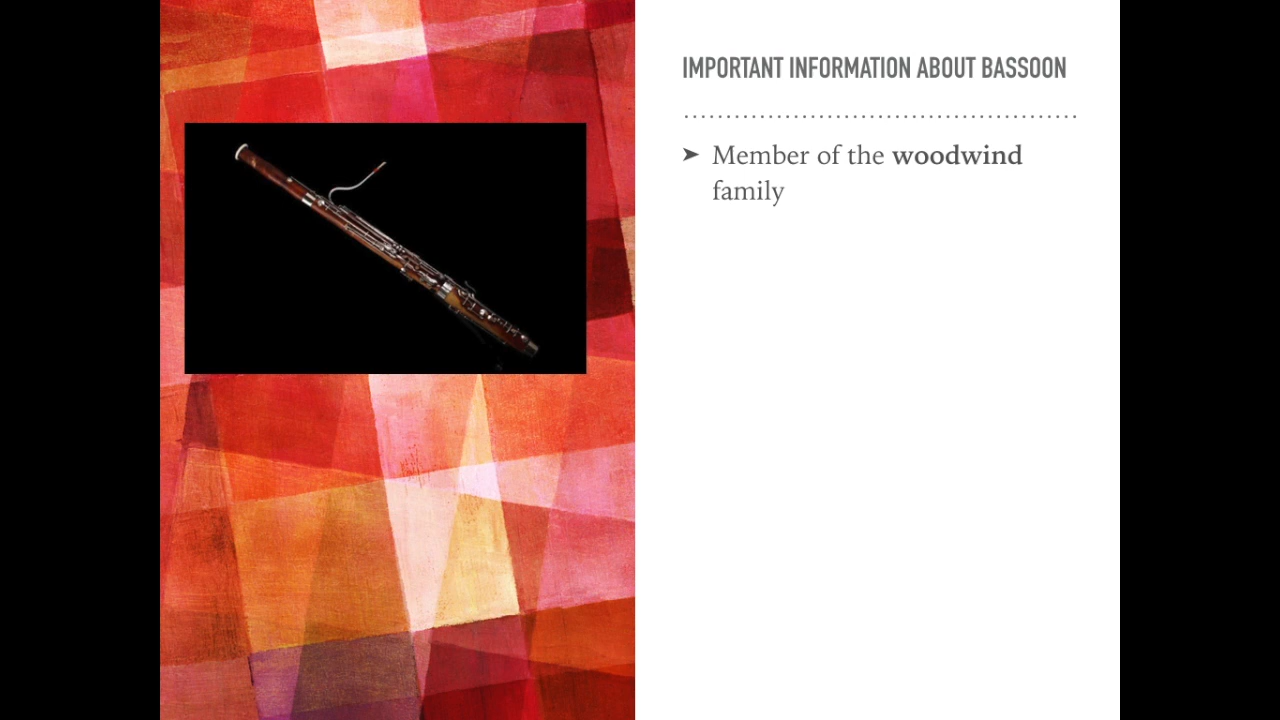 IMPORTANT INFORMATION ABOUT BASSOON
➤ Member of the woodwind
family